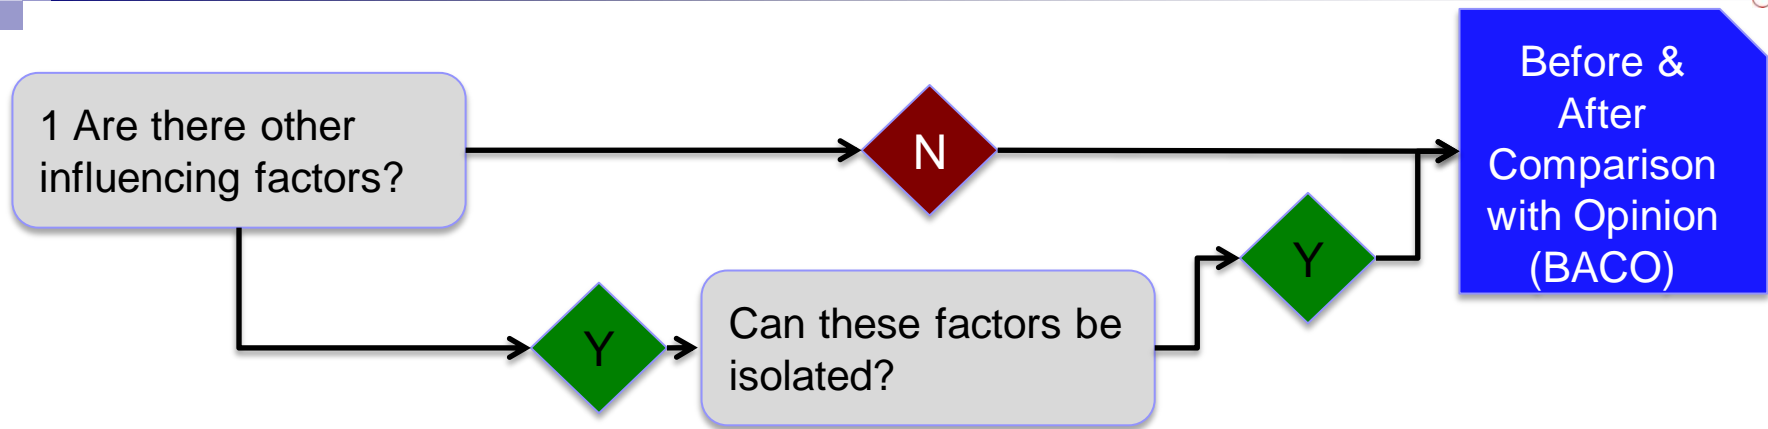 1 Are there other
influencing factors?
N
Before &
After
Comparison
with Opinion
(BACO)
Y
Can these factors be
isolated?
Y